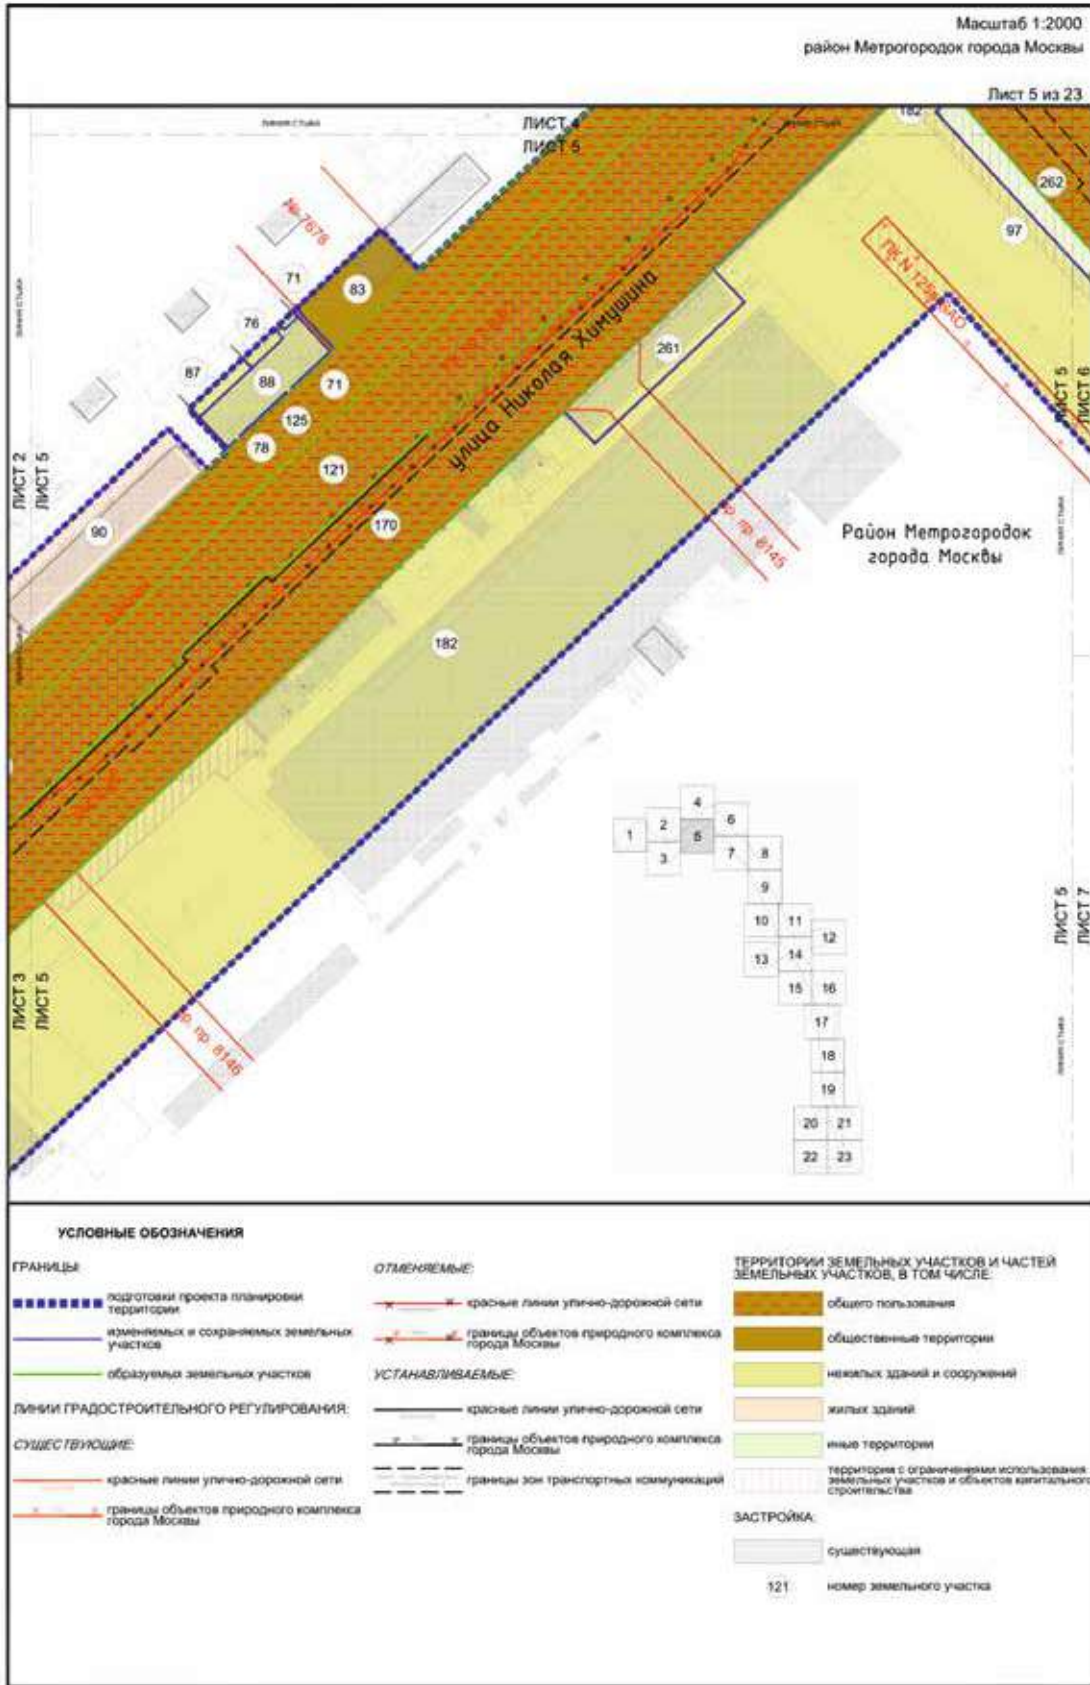 Масштаб 1:2000
район Метрогородок города Москвы
Лист 5 из 23
линия стыка
ЛИСТ 4
ЛИСТ 5
182
262
97
№ 7678
71
83
76
87
88
71
125
78
121
261
улица Николая Химушина
ЛИСТ 5
ЛИСТ 6
ЛИСТ 2
ЛИСТ 5
90
170
пр. пр. 8145
Район Метрогородок
города Москвы
182
линия стыка
4
2
6
1
5
3
7
8
9
10
11
12
13
14
15
16
17
18
19
20
21
22
23
ЛИСТ 5
ЛИСТ 7
ЛИСТ 3
ЛИСТ 5
пр. пр. 8146
линия стыка
УСЛОВНЫЕ ОБОЗНАЧЕНИЯ
ГРАНИЦЫ:
подготовки проекта планировки
территории
изменяемых и сохраняемых земельных
участков
образуемых земельных участков
ЛИНИИ ГРАДОСТРОИТЕЛЬНОГО РЕГУЛИРОВАНИЯ:
СУЩЕСТВУЮЩИЕ:
красные линии улично-дорожной сети
границы объектов природного комплекса
города Москвы
ОТМЕНЯЕМЫЕ:
красные линии улично-дорожной сети
границы объектов природного комплекса
города Москвы
УСТАНАВЛИВАЕМЫЕ:
красные линии улично-дорожной сети
границы объектов природного комплекса
города Москвы
границы зон транспортных коммуникаций
ТЕРРИТОРИИ ЗЕМЕЛЬНЫХ УЧАСТКОВ И ЧАСТЕЙ
ЗЕМЕЛЬНЫХ УЧАСТКОВ, В ТОМ ЧИСЛЕ:
общего пользования
общественные территории
нежилых зданий и сооружений
жилых зданий
иные территории
территория с ограничениями использования
земельных участков и объектов капитального
строительства
ЗАСТРОЙКА:
существующая
121
номер земельного участка